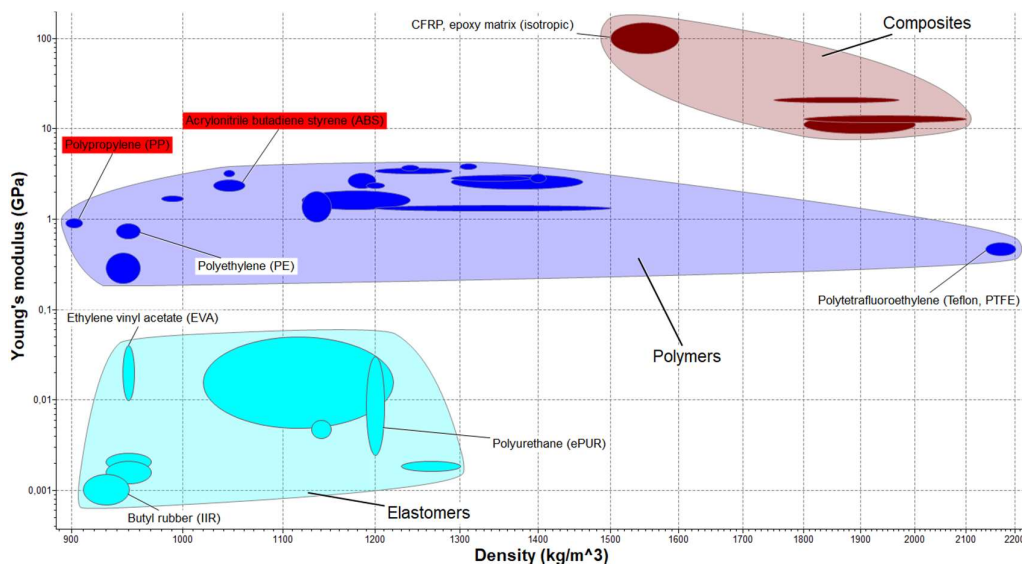 CFRP, epoxy matrix (isotropic)
Composites
100
Acrylonitrile butadiene styrene (ABS)
10
Polypropylene (PP)
Young's modulus (GPa)
1
Polyethylene (PE)
Polytetrafluoroethylene (Teflon, PTFE)
0,1
Ethylene vinyl acetate (EVA)
Polymers
0,01
Polyurethane (ePUR)
0,001
Butyl rubber (IIR)
Elastomers
900 1000 1200 1300 1400 1500 1600 1700 1800 1900 2000 2100 2200
Density (kg/m^3)